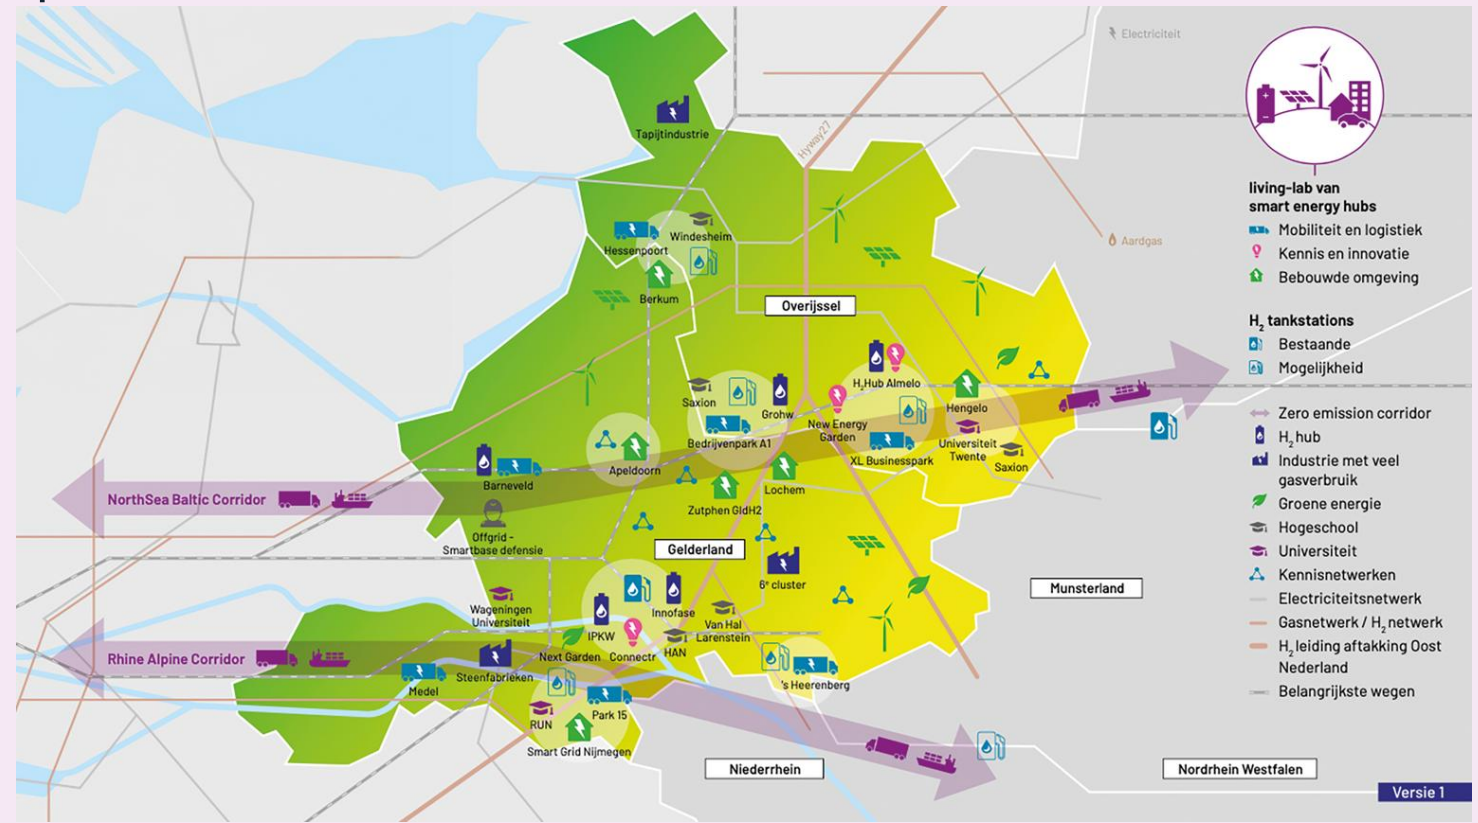 Electriciteit
Tapijtindustrie
Hyway27
Aardgas
Windesheim
Hessenpoort
Berkum
Overijssel
H2Hub Almelo
Saxion
Grohw
New Energy
Garden
Hengelo
Bedrijvenpark A1
XL Businesspark
Universiteit
Twente
Saxion
Apeldoorn
Barneveld
Lochem
NorthSea Baltic Corridor
Zutphen GldH2
Offgrid -
Smartbase defensie
Gelderland
6e cluster
Munsterland
Wageningen
Universiteit
Innofase
IPKW
Van Hal
Larenstein
HAN
Rhine Alpine Corridor
Next Garden
Connectr
Steenfabrieken
Medel
's Heerenberg
RUN
Park 15
Smart Grid Nijmegen
Niederrhein
Nordrhein Westfalen
Versie 1
living-lab van
smart energy hubs
Mobiliteit en logistiek
Kennis en innovatie
Bebouwde omgeving
H2 tankstations
Bestaande
Mogelijkheid
Zero emission corridor
H2 hub
Industrie met veel
gasverbruik
Groene energie
Hogeschool
Universiteit
Kennisnetwerken
Electriciteitsnetwerk
Gasnetwerk / H2 netwerk
H2 leiding aftakking Oost
Nederland
Belangrijkste wegen